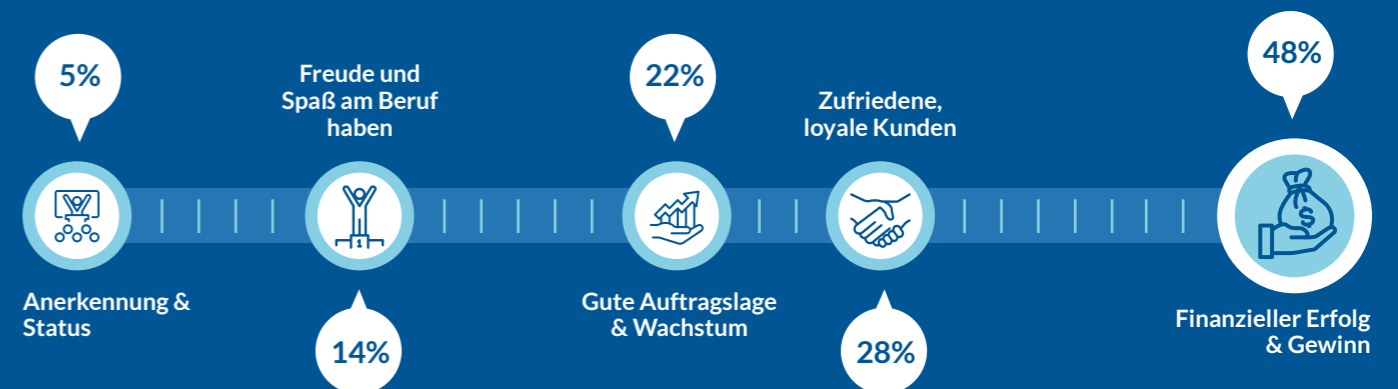 5%
Anerkennung &
Status
Freude und
Spaß am Beruf
haben
1
14%
22%
Gute Auftragslage
& Wachstum
Zufriedene,
loyale Kunden
28%
48%
$
Finanzieller Erfolg
& Gewinn